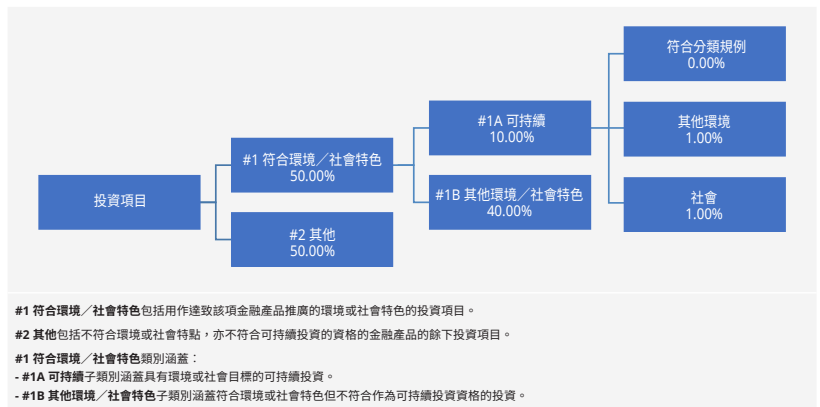 投資項目
#1 符合環境／社會特色
50.00%
#2 其他
50.00%
#1A 可持續
10.00%
#1B 其他環境／社會特色
40.00%
符合分類規例
0.00%
其他環境
1.00%
社會
1.00%
#1 符合環境／社會特色包括用作達致該項金融產品推廣的環境或社會特色的投資項目。
#2 其他包括不符合環境或社會特點，亦不符合可持續投資的資格的金融產品的餘下投資項目。
#1 符合環境／社會特色類別涵蓋：
- #1A 可持續子類別涵蓋具有環境或社會目標的可持續投資。
- #1B 其他環境／社會特色子類別涵蓋符合環境或社會特色但不符合作為可持續投資資格的投資。